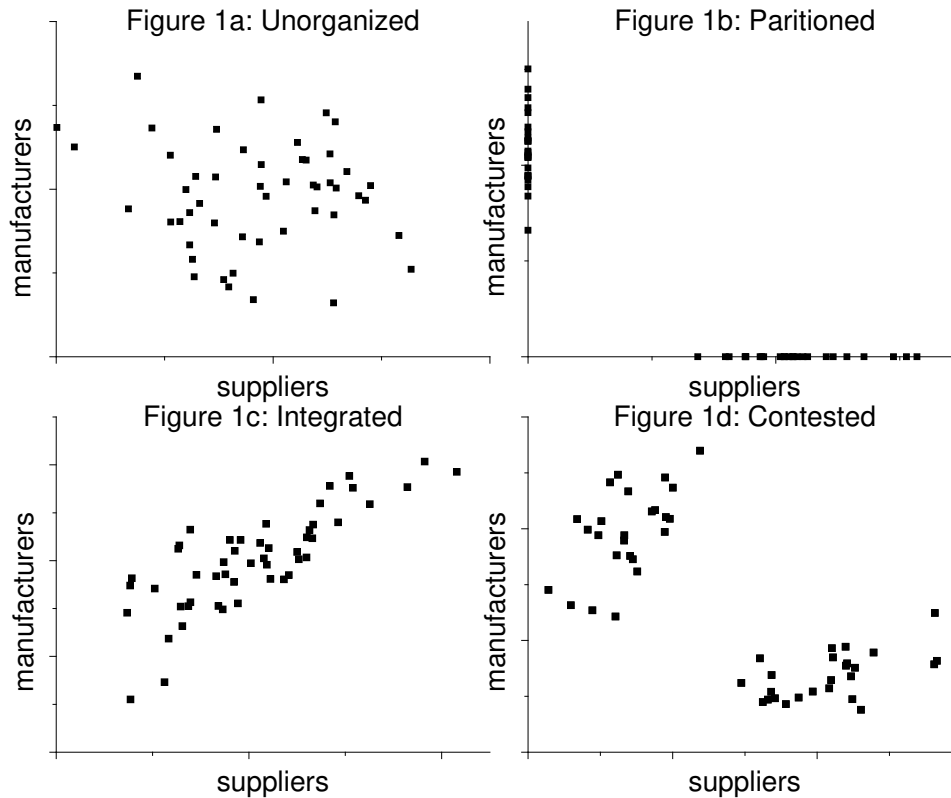 Figure 1a: Unorganized
manufacturers
suppliers
Figure 1b: Paritioned
manufacturers
suppliers
Figure 1c: Integrated
manufacturers
suppliers
Figure 1d: Contested
manufacturers
suppliers